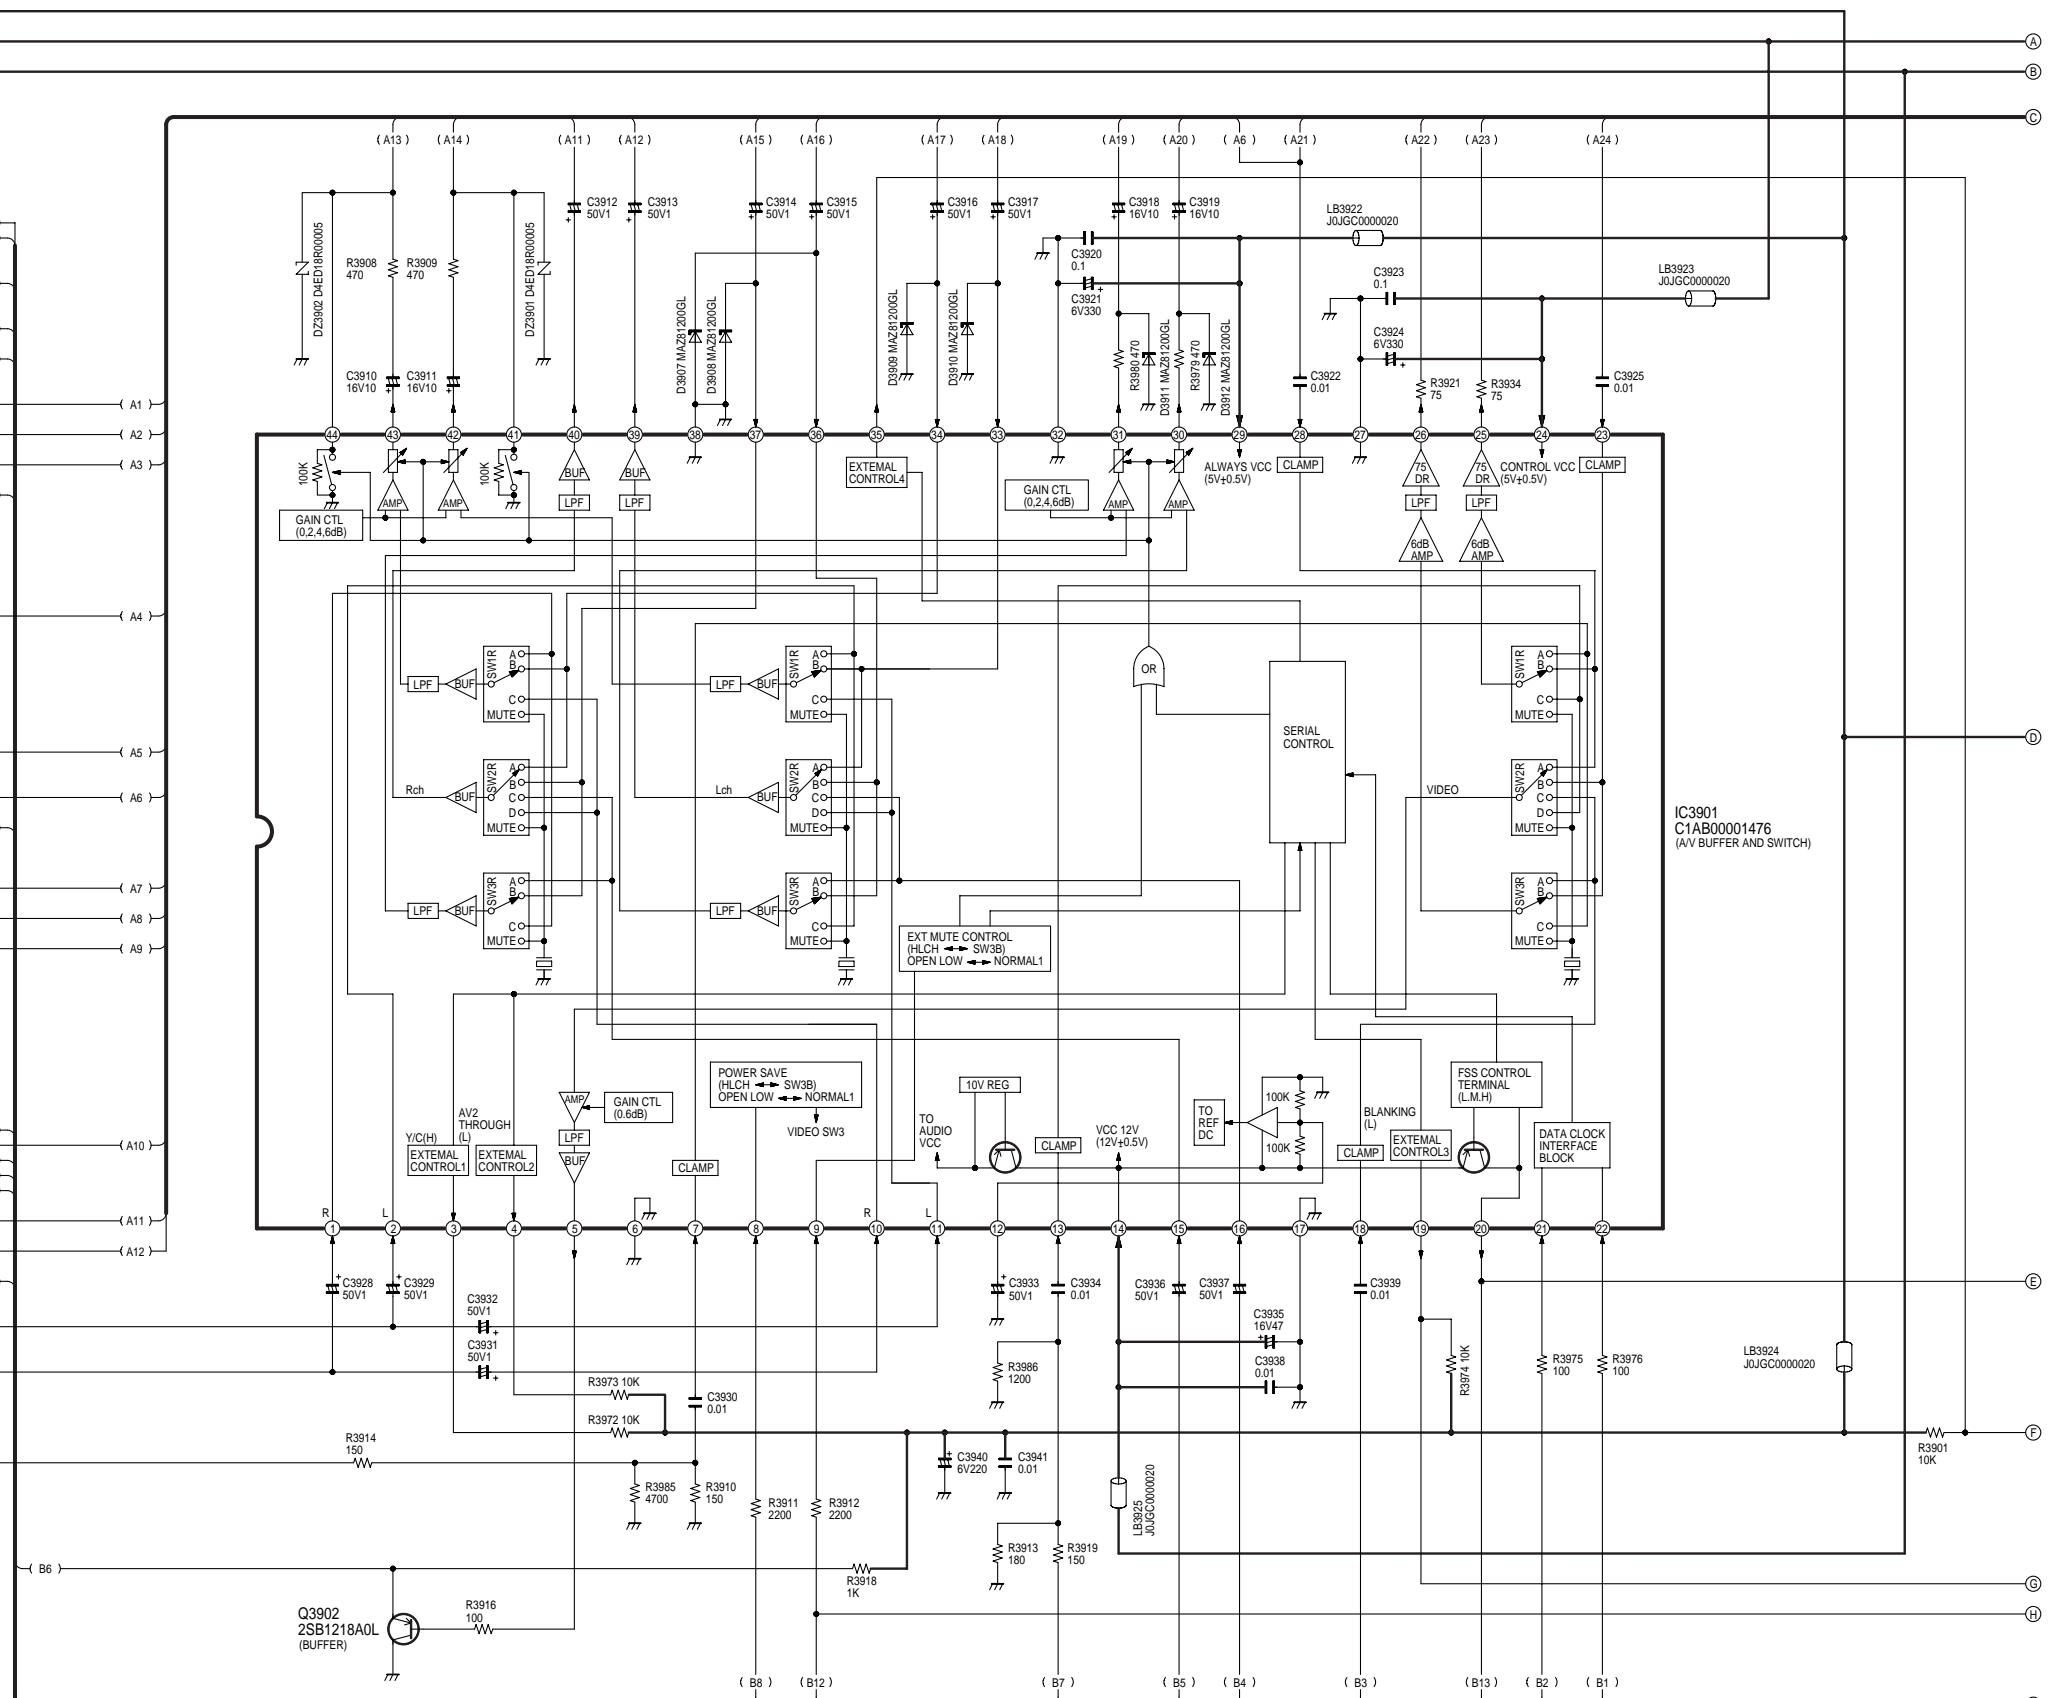 A
B
C
( A13 ) ( A14 ) ( A11 ) ( A12 ) ( A15 ) ( A16 ) ( A17 ) ( A18 ) ( A19 ) ( A20 ) ( A6 ) ( A21 ) ( A22 ) ( A23 ) ( A24 )
C3912
50V1
C3913
50V1
C3914
50V1
C3915
50V1
C3916
50V1
C3917
50V1
C3918
16V10
C3919
16V10
LB3922
J0JGC0000020
DZ3902 D4ED18R00005
R3908
470
R3909
470
DZ3901 D4ED18R00005
C3920
0.1
C3921
6V330
C3923
0.1
LB3923
J0JGC0000020
C3924
6V330
D3907 MAZ81200GL
D3908 MAZ81200GL
D3909 MAZ81200GL
D3910 MAZ81200GL
R3980 470
D3911 MAZ81200GL
R3979 470
D3912 MAZ81200GL
C3910
16V10
C3911
16V10
C3922
0.01
R3921
75
R3934
75
C3925
0.01
( A1 )
( A2 )
( A3 )
44 43 42 41 40 39 38 37 36 35 34 33 32 31 30 29 28 27 26 25 24 23
100K
100K
BUF
BUF
LPF
LPF
AMP
AMP
GAIN CTL
(0,2,4,6dB)
EXTEMAL
CONTROL4
GAIN CTL
(0,2,4,6dB)
AMP
AMP
ALWAYS VCC
(5V±0.5V)
CLAMP
75
DR
75
DR
LPF
LPF
6dB
AMP
6dB
AMP
CONTROL VCC
(5V±0.5V)
CLAMP
( A4 )
LPF
BUF
SW1R
A
B
C
MUTE
LPF
BUF
SW1R
A
B
C
MUTE
OR
SERIAL
CONTROL
SW1R
A
B
C
MUTE
( A5 )
D
( A6 )
Rch
BUF
SW2R
A
B
C
D
MUTE
Lch
BUF
SW2R
A
B
C
D
MUTE
VIDEO
SW2R
A
B
C
D
MUTE
IC3901
C1AB00001476
(A/V BUFFER AND SWITCH)
( A7 )
( A8 )
( A9 )
LPF
BUF
SW3R
A
B
C
MUTE
LPF
BUF
SW3R
A
B
C
MUTE
EXT MUTE CONTROL
(HLCH SW3B)
OPEN LOW NORMAL1
SW3R
A
B
C
MUTE
POWER SAVE
(HLCH SW3B)
OPEN LOW NORMAL1
VIDEO SW3
10V REG
TO
AUDIO
VCC
CLAMP
VCC 12V
(12V±0.5V)
TO
REF
DC
100K
100K
BLANKING
(L)
CLAMP
EXTEMAL
CONTROL3
FSS CONTROL
TERMINAL
(L.M.H)
DATA CLOCK
INTERFACE
BLOCK
( A10 )
Y/C(H)
EXTEMAL
CONTROL1
AV2
THROUGH
(L)
EXTEMAL
CONTROL2
AMP
GAIN CTL
(0.6dB)
LPF
BUF
CLAMP
( A11 )
( A12 )
R
L
R
L
1 2 3 4 5 6 7 8 9 10 11 12 13 14 15 16 17 18 19 20 21 22
C3928
50V1
C3929
50V1
C3932
50V1
C3931
50V1
C3933
50V1
C3934
0.01
C3936
50V1
C3937
50V1
C3935
16V47
C3938
0.01
C3939
0.01
E
R3986
1200
R3974 10K
R3975
100
R3976
100
LB3924
J0JGC0000020
R3973 10K
R3972 10K
C3930
0.01
R3914
150
R3985
4700
R3910
150
R3911
2200
R3912
2200
C3940
6V220
C3941
0.01
LB3925
J0JGC0000020
R3901
10K
F
R3913
180
R3919
150
( B6 )
R3918
1K
G
H
Q3902
2SB1218A0L
(BUFFER)
R3916
100
( B8 ) ( B12 ) ( B7 ) ( B5 ) ( B4 ) ( B3 ) ( B13 ) ( B2 ) ( B1 )